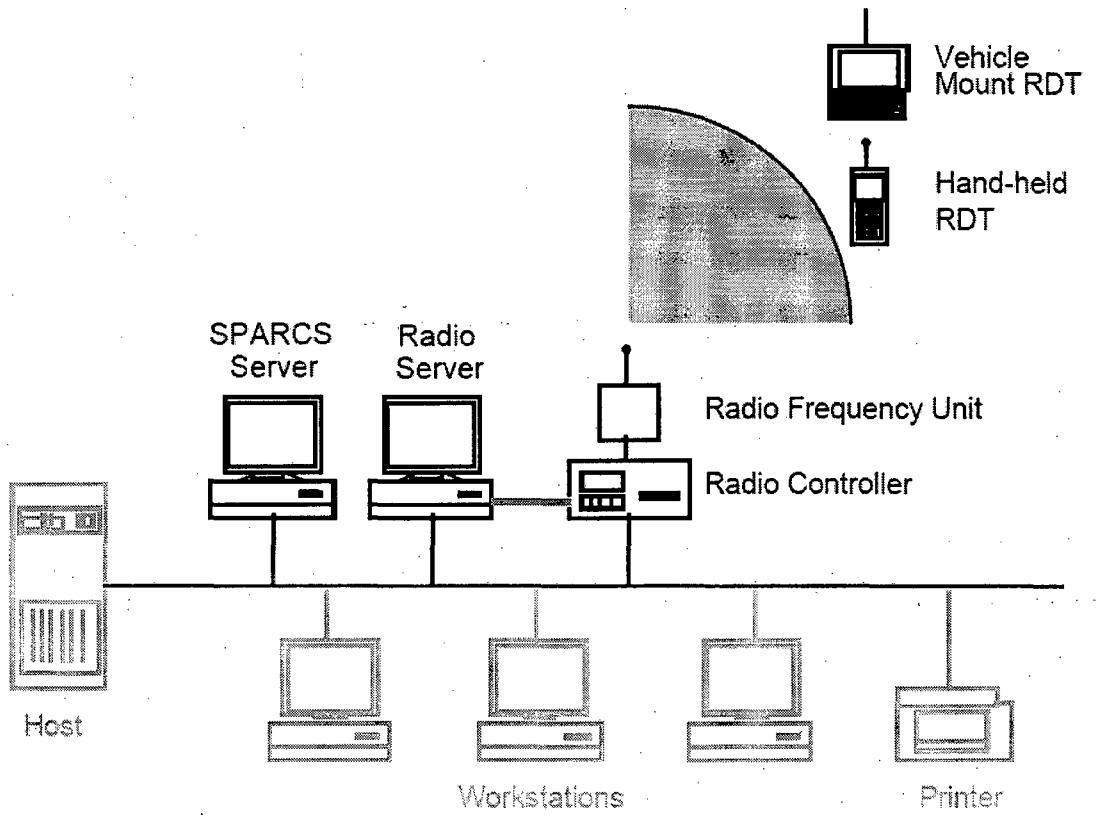 Vehicle
Mount RDT
Hand-held
RDT
SPARCS
Server
Radio
Server
Radio Frequency Unit
Radio Controller
Host
Workstations
Printer